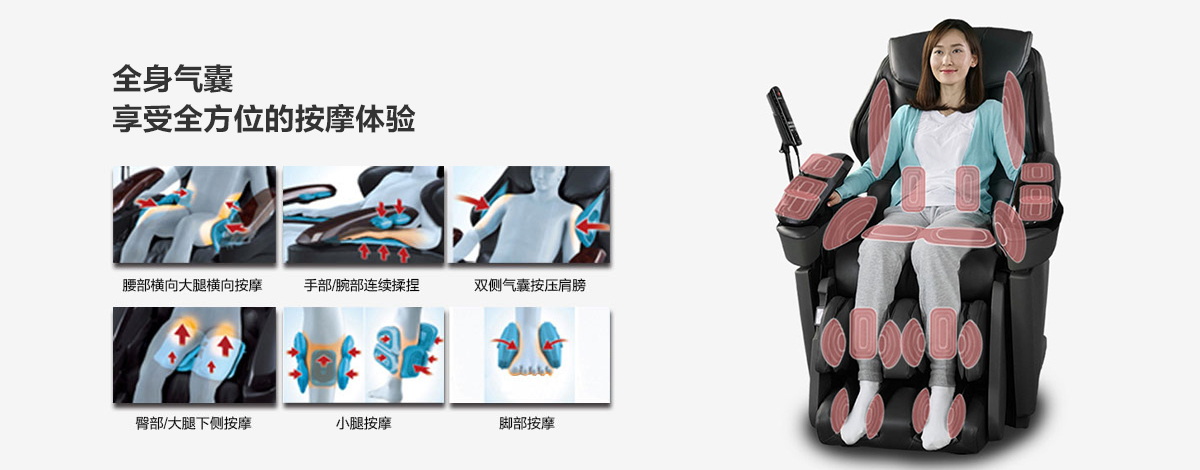 全身气囊
享受全方位的按摩体验
腰部横向大腿横向按摩
手部/腕部连续揉捏
双侧气囊按压肩膀
臀部/大腿下侧按摩
小腿按摩
脚部按摩